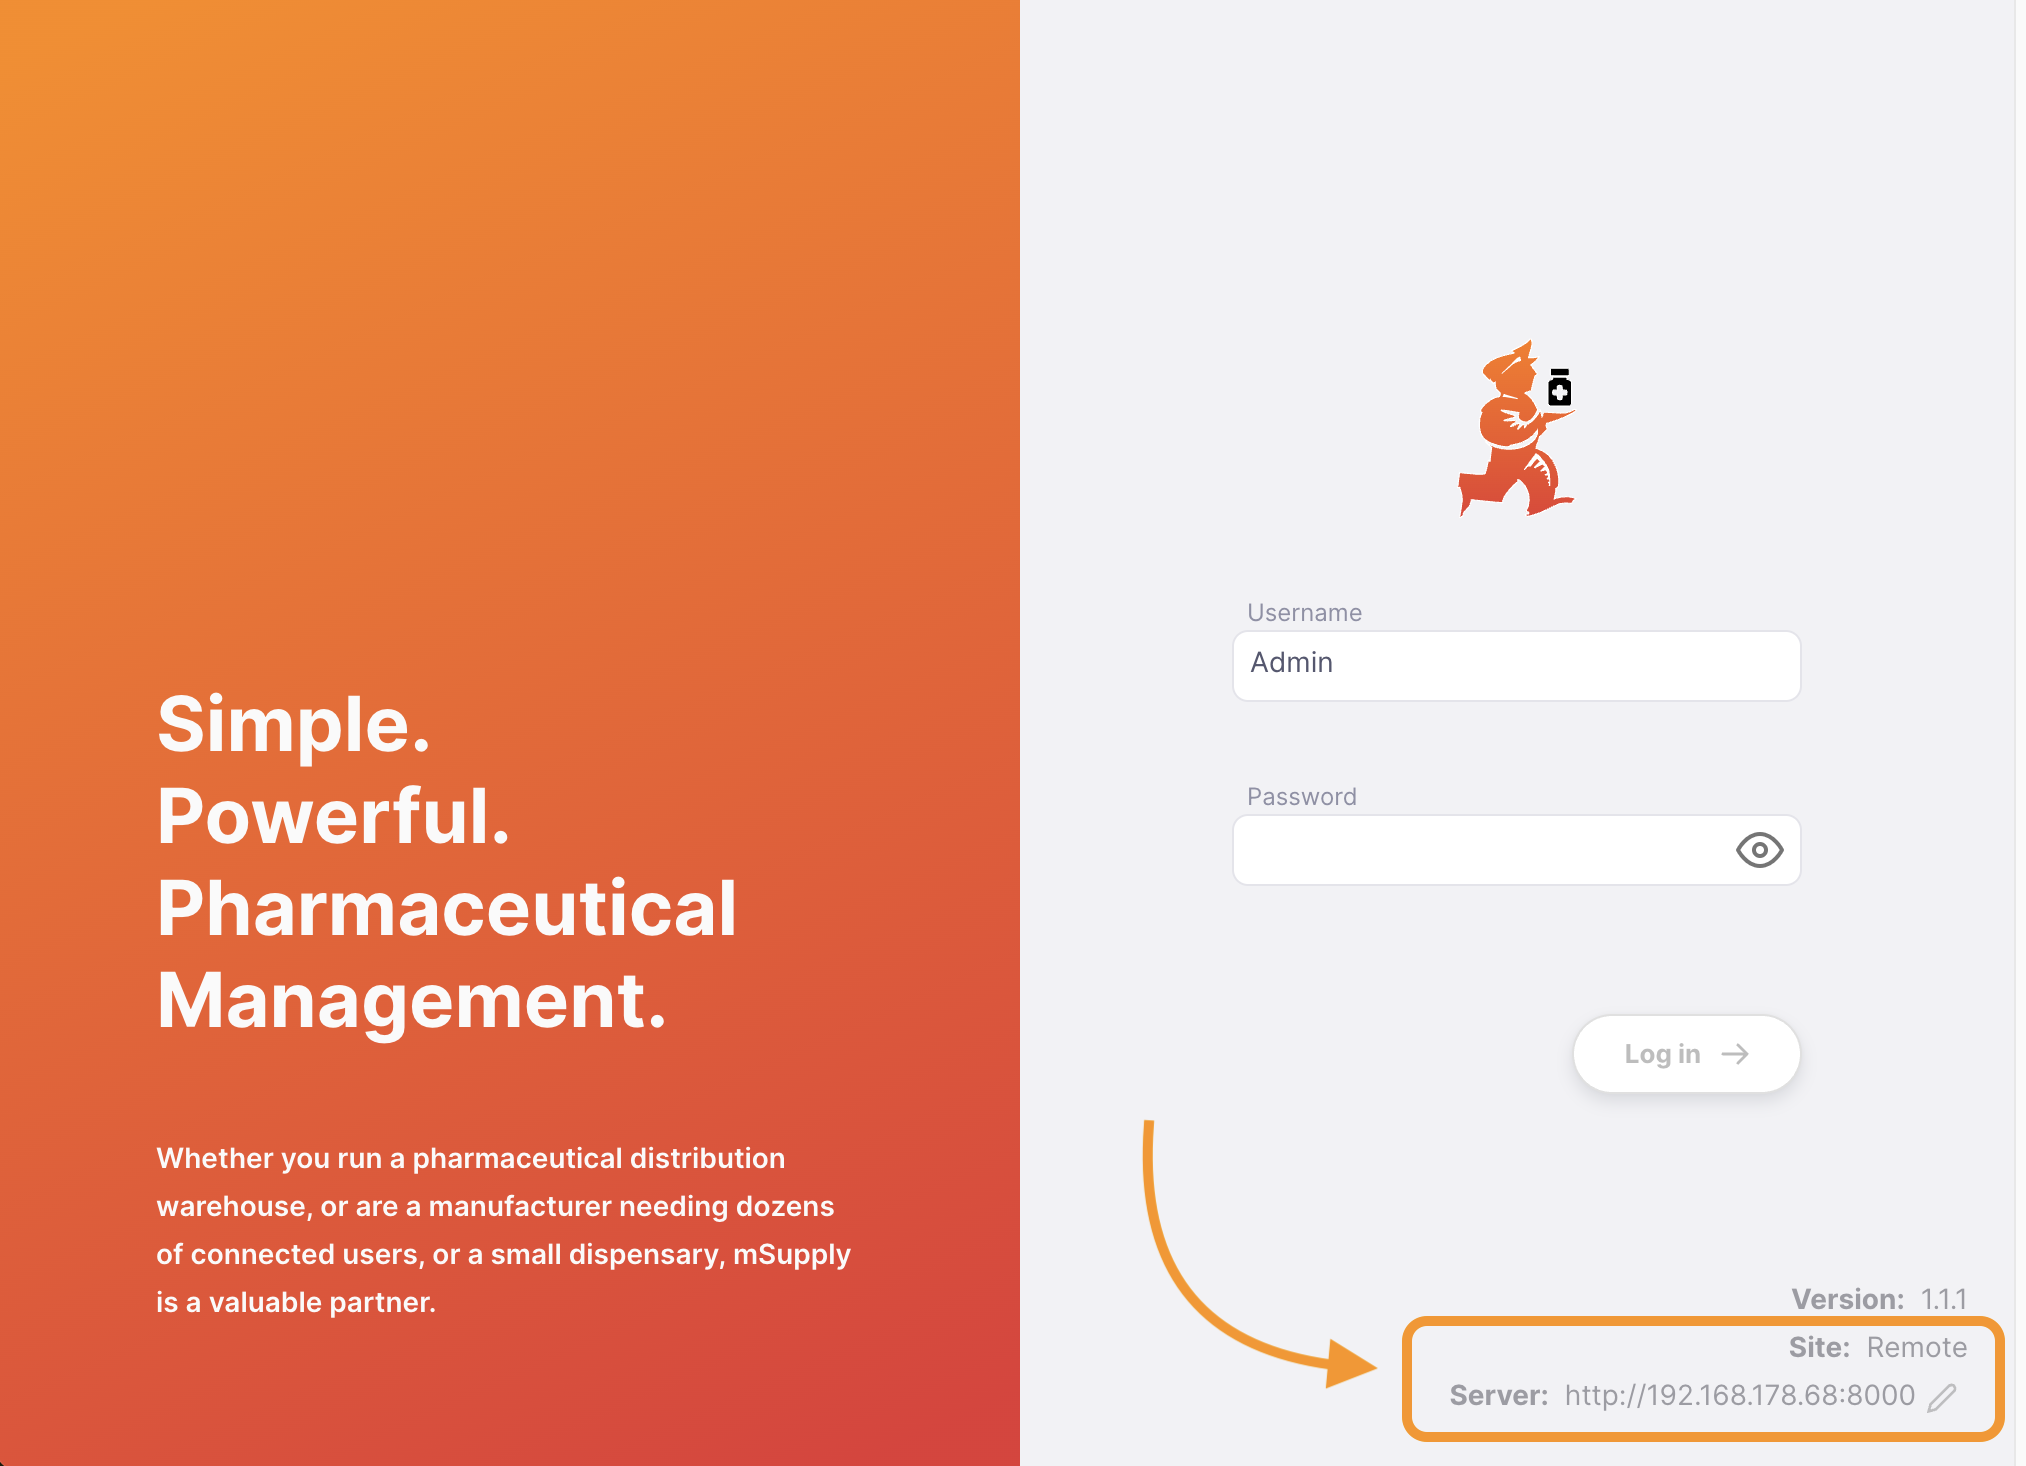 Simple.
Powerful.
Pharmaceutical
Management.
Whether you run a pharmaceutical distribution
warehouse, or are a manufacturer needing dozens
of connected users, or a small dispensary, mSupply
is a valuable partner.
Username
Admin
Password
Log in
Version: 1.1.1
Site: Remote
Server: http://192.168.178.68:8000